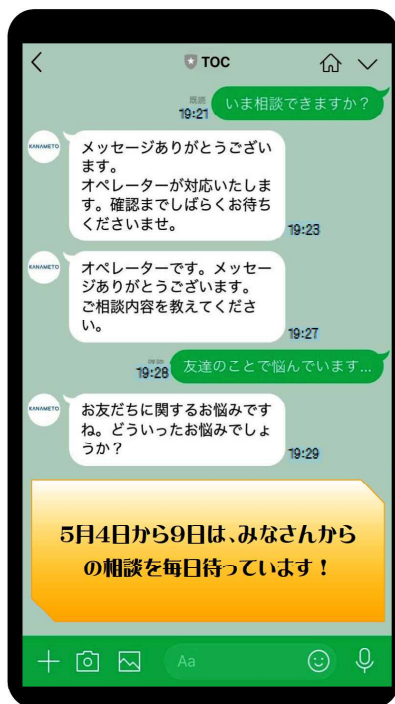 TOC
既読
19:21
いま相談できますか？
KANAMETO
メッセージありがとうござい
ます。
オペレーターが対応いたしま
す。確認までしばらくお待ち
くださいませ。
19:23
KANAMETO
オペレーターです。メッセー
ジありがとうございます。
ご相談内容を教えてくださ
い。
19:27
既読
19:28
友達のことで悩んでいます...
KANAMETO
お友だちに関するお悩みです
ね。どういったお悩みでしょ
うか？
19:29
5月4日から9日は、みなさんから
の相談を毎日待っています！
Aa